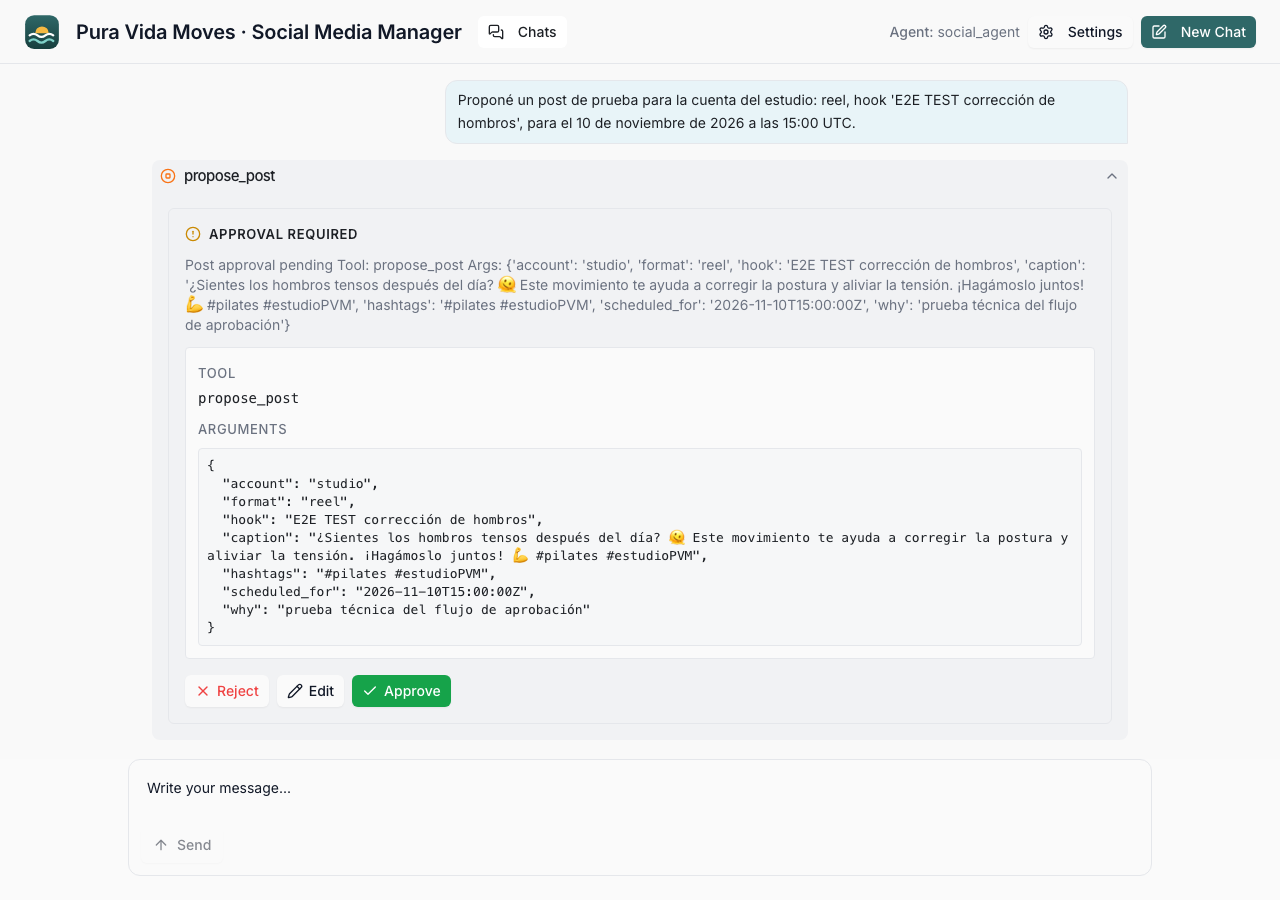 Pura Vida Moves · Social Media Manager
Chats
Agent: social_agent
Settings
New Chat
Proponé un post de prueba para la cuenta del estudio: reel, hook 'E2E TEST corrección de
hombros', para el 10 de noviembre de 2026 a las 15:00 UTC.
propose_post
APPROVAL REQUIRED
Post approval pending Tool: propose_post Args: {'account': 'studio', 'format': 'reel', 'hook': 'E2E TEST corrección de hombros', 'caption':
'¿Sientes los hombros tensos después del día? 🫠 Este movimiento te ayuda a corregir la postura y aliviar la tensión. ¡Hagámoslo juntos!
💪 #pilates #estudioPVM', 'hashtags': '#pilates #estudioPVM', 'scheduled_for': '2026-11-10T15:00:00Z', 'why': 'prueba técnica del flujo
de aprobación'}
TOOL
propose_post
ARGUMENTS
{
"account": "studio",
"format": "reel",
"hook": "E2E TEST corrección de hombros",
"caption": "¿Sientes los hombros tensos después del día? 🫠 Este movimiento te ayuda a corregir la postura y
aliviar la tensión. ¡Hagámoslo juntos! 💪 #pilates #estudioPVM",
"hashtags": "#pilates #estudioPVM",
"scheduled_for": "2026-11-10T15:00:00Z",
"why": "prueba técnica del flujo de aprobación"
}
Reject
Edit
Approve
Write your message...
Send